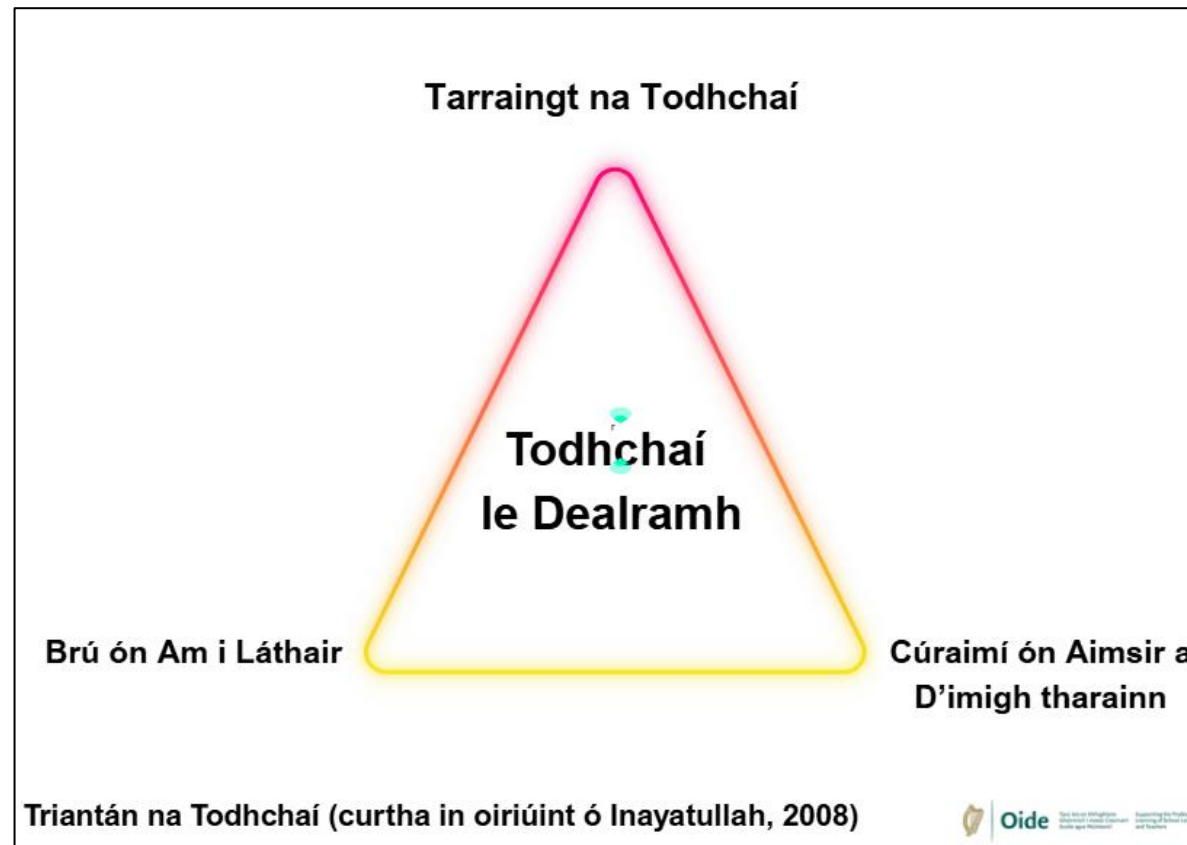 Tarraingt na Todhchaí
Todhchaí
le Dealramh
Brú ón Am i Láthair
Cúraimí ón Aimsir a
D'imigh tharainn
Triantán na Todhchaí (curtha in oiriúint ó Inayatullah, 2008)
Oide